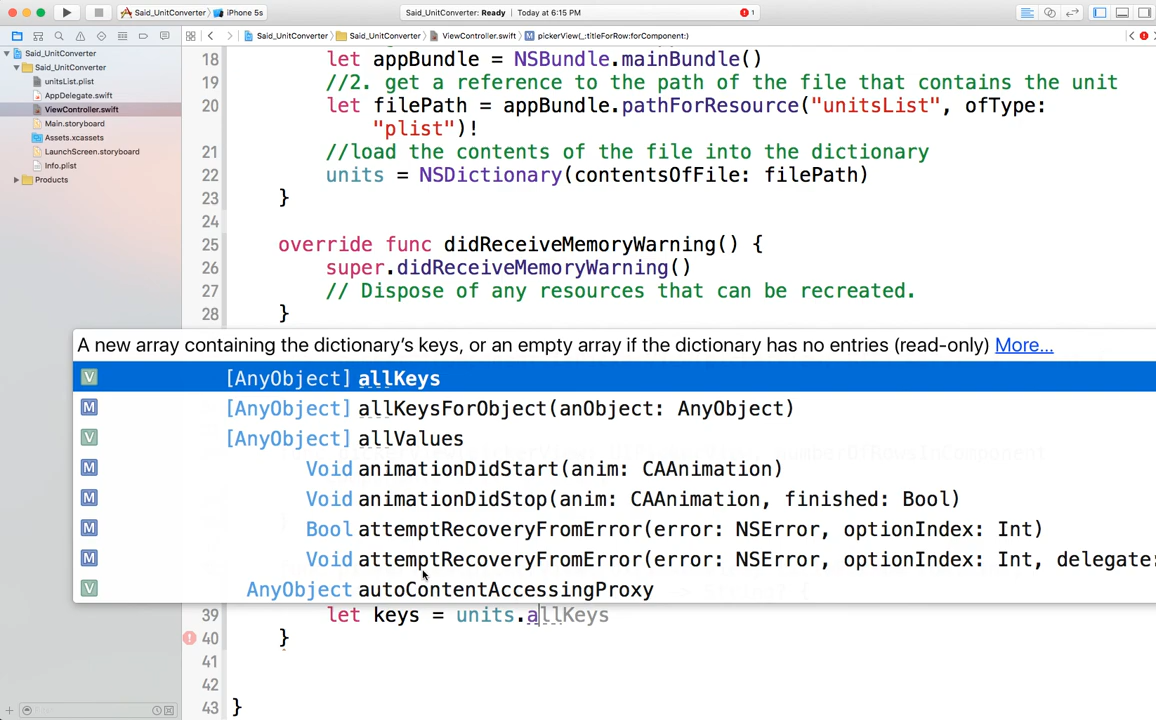 Said_UnitConverter iPhone 5s Said_UnitConverter: Ready Today at 6:15 PM 1
Said_UnitConverter Said_UnitConverter ViewController.swift pickerView(_:titleForRow:forComponent:)
Said_UnitConverter
Said_UnitConverter
unitsList.plist
AppDelegate.swift
ViewController.swift
Main.storyboard
Assets.xcassets
LaunchScreen.storyboard
Info.plist
Products
18 let appBundle = NSBundle.mainBundle()
19 //2. get a reference to the path of the file that contains the unit
20 let filePath = appBundle.pathForResource("unitsList", ofType:
"plist")!
21 //load the contents of the file into the dictionary
22 units = NSDictionary(contentsOfFile: filePath)
23 }
24
25 override func didReceiveMemoryWarning() {
26 super.didReceiveMemoryWarning()
27 // Dispose of any resources that can be recreated.
28 }
A new array containing the dictionary's keys, or an empty array if the dictionary has no entries (read-only) More...
V [AnyObject] allKeys
M [AnyObject] allKeysForObject(anObject: AnyObject)
V [AnyObject] allValues
M Void animationDidStart(anim: CAAnimation)
M Void animationDidStop(anim: CAAnimation, finished: Bool)
M Bool attemptRecoveryFromError(error: NSError, optionIndex: Int)
M Void attemptRecoveryFromError(error: NSError, optionIndex: Int, delegate:
V AnyObject autoContentAccessingProxy
39 let keys = units.allKeys
40 }
41
42
43 }